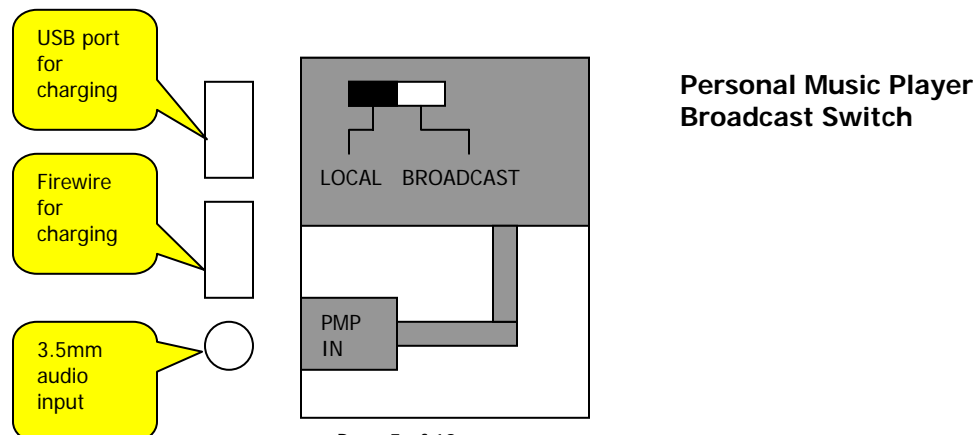 USB port
for
charging
Personal Music Player
Broadcast Switch
LOCAL BROADCAST
Firewire
for
charging
PMP
IN
3.5mm
audio
input